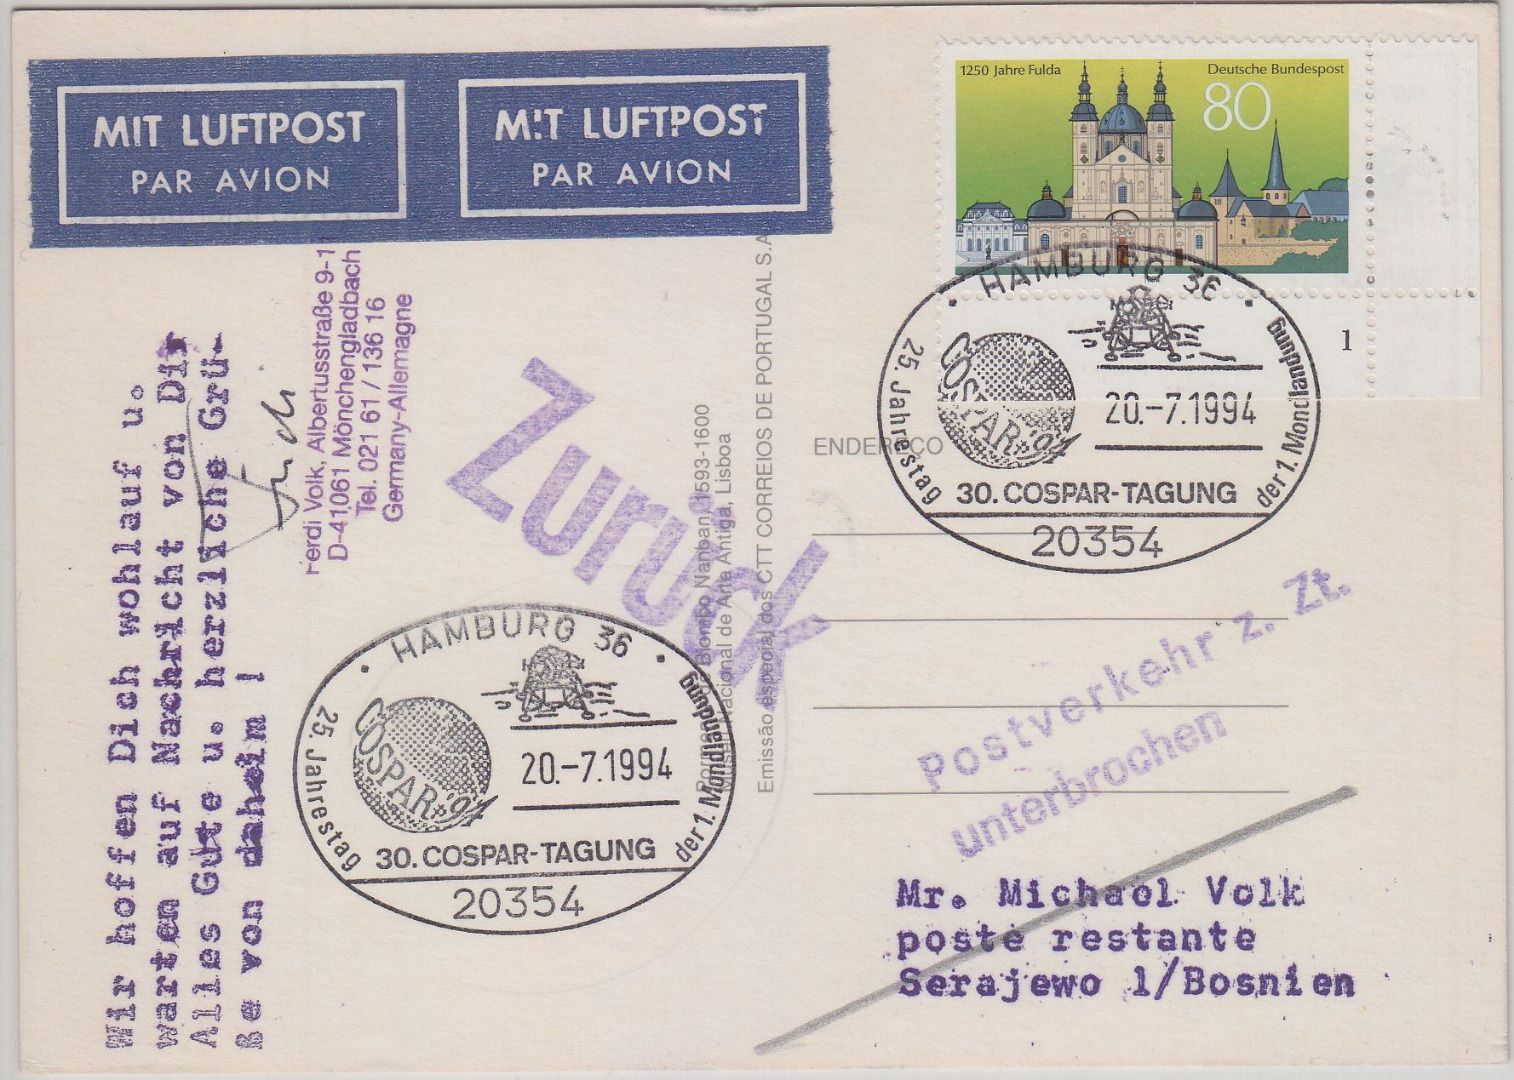 MIT LUFTPOST
PAR AVION
MIT LUFTPOST
PAR AVION
1250 Jahre Fulda
Deutsche Bundespost
80
1
HAMBURG 36
COSPAR '94
20.-7.1994
30. COSPAR-TAGUNG
25. Jahrestag der 1. Mondlandung
20354
Wir hoffen Dich wohlauf u.
warten auf Nachricht von Dir
Alles Gute u. herzliche Grü-
ße von daheim !
Ferdi Volk, Albertusstraße 9-1
D-41061 Mönchengladbach
Tel. 021 61 / 136 16
Germany-Allemagne
Zurück
Biombo Nanban, 1593-1600
Nacional de Arte Antiga, Lisboa
Emissão especial dos CTT CORREIOS DE PORTUGAL S.A.
ENDEREÇO
HAMBURG 36
COSPAR '94
20.-7.1994
30. COSPAR-TAGUNG
25. Jahrestag der 1. Mondlandung
20354
Postverkehr z. Zt.
unterbrochen
Mr. Michael Volk
poste restante
Serajewo 1/Bosnien